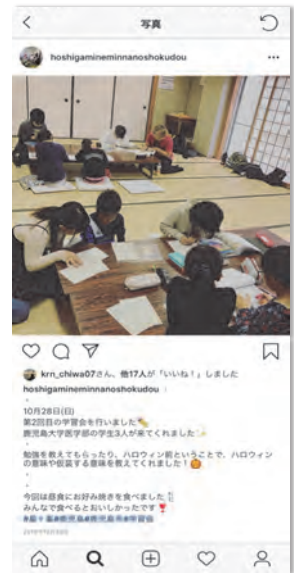 写真
hoshigamineminnanoshokudou
krn_chiwa07さん、他17人が「いいね！」しました
hoshigamineminnanoshokudou :
10月28日(日)
第2回目の学習会を行いました
鹿児島大学医学部の学生3人が来てくれました
勉強を教えてもらったり、ハロウィン前ということで、ハロウィン
の意味や仮装する意味を教えてくれました！
今回は昼食にお好み焼きを食べました
みんなで食べるとおいしかったです